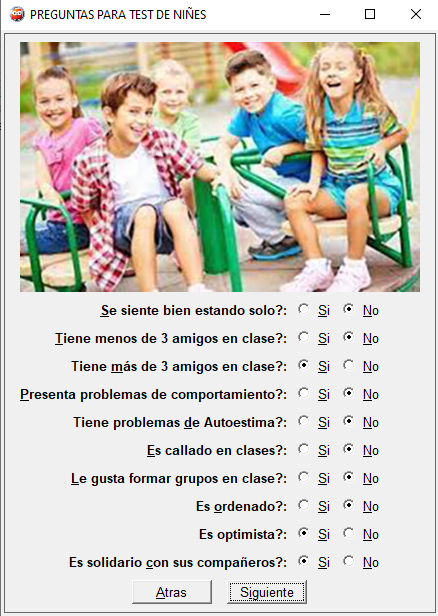 PREGUNTAS PARA TEST DE NIÑES
Se siente bien estando solo?: Si No
Tiene menos de 3 amigos en clase?: Si No
Tiene más de 3 amigos en clase?: Si No
Presenta problemas de comportamiento?: Si No
Tiene problemas de Autoestima?: Si No
Es callado en clases?: Si No
Le gusta formar grupos en clase?: Si No
Es ordenado?: Si No
Es optimista?: Si No
Es solidario con sus compañeros?: Si No
Atras Siguiente